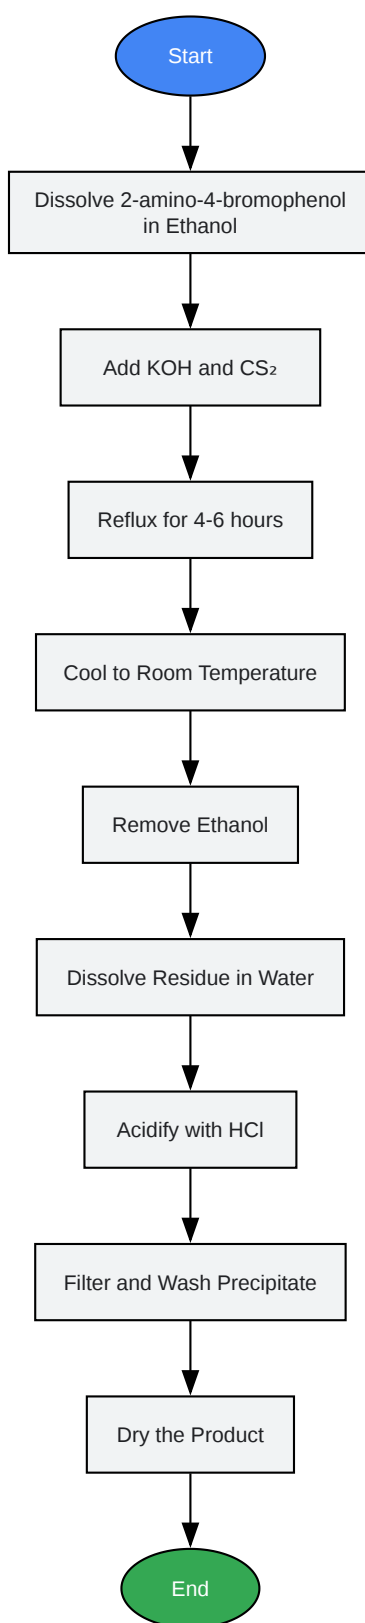 Start
Dissolve 2-amino-4-bromophenol
in Ethanol
Add KOH and CS₂
Reflux for 4-6 hours
Cool to Room Temperature
Remove Ethanol
Dissolve Residue in Water
Acidify with HCl
Filter and Wash Precipitate
Dry the Product
End